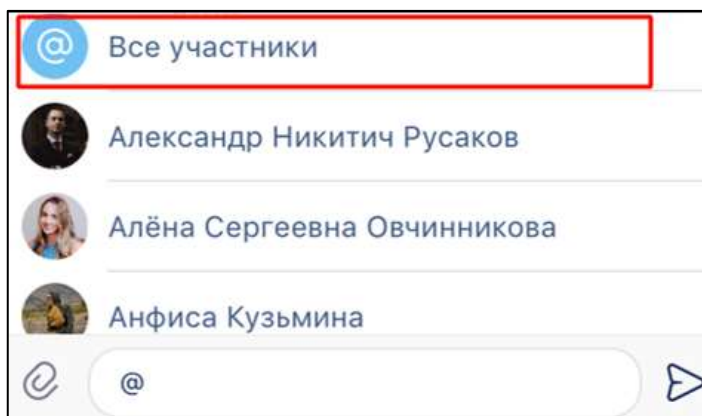 @ Все участники
Александр Никитич Русаков
Алёна Сергеевна Овчинникова
Анфиса Кузьмина
@